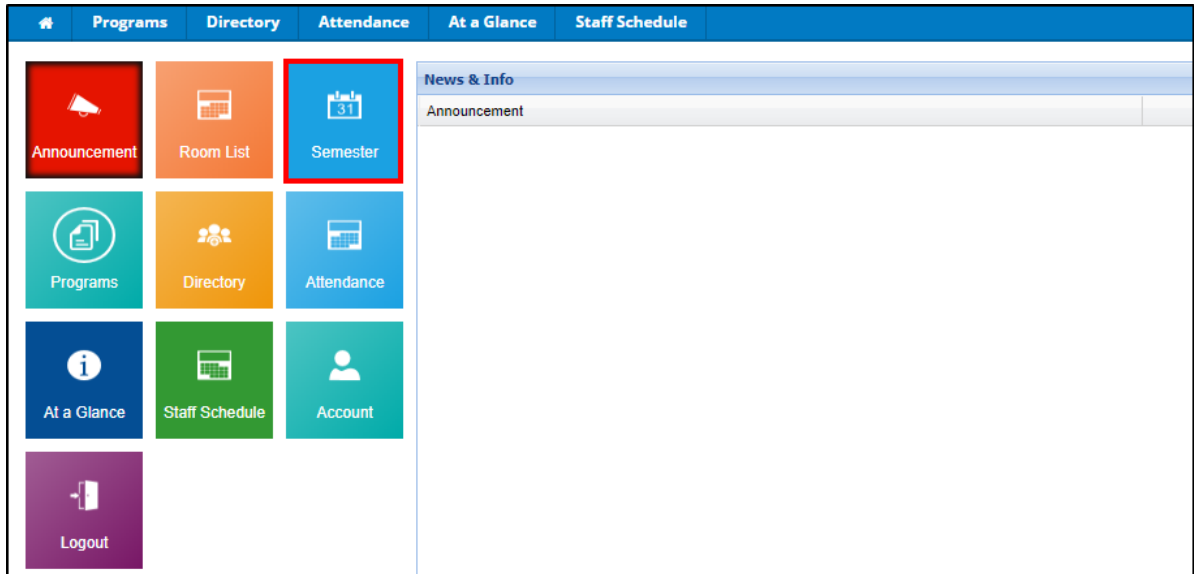 Programs Directory Attendance At a Glance Staff Schedule
Announcement Room List Semester
31
Programs Directory Attendance
At a Glance Staff Schedule Account
Logout
News & Info
Announcement